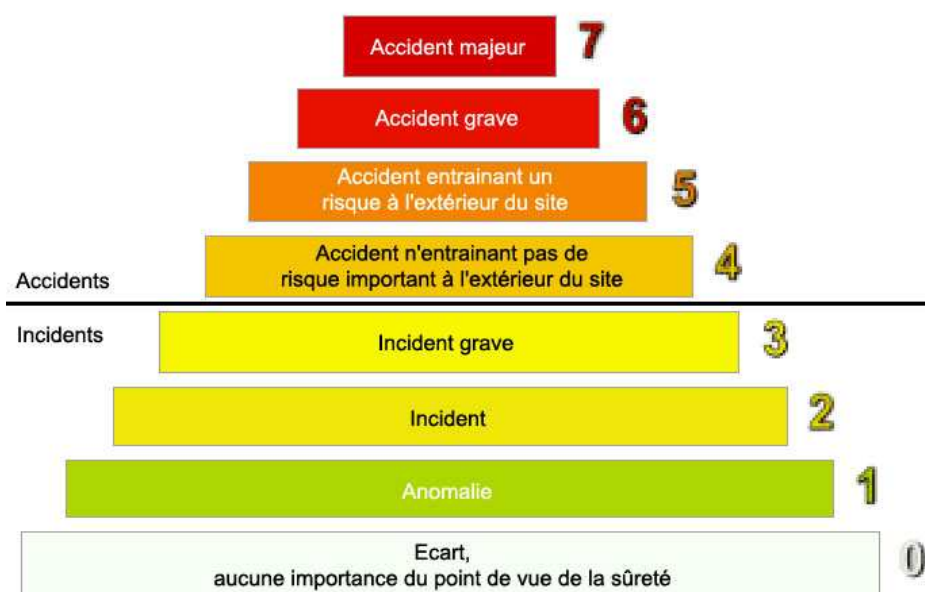 Accident majeur 7
Accident grave 6
Accident entrainant un
risque à l'extérieur du site 5
Accident n'entrainant pas de
risque important à l'extérieur du site 4
Accidents
Incidents
Incident grave 3
Incident 2
Anomalie 1
Ecart,
aucune importance du point de vue de la sûreté 0